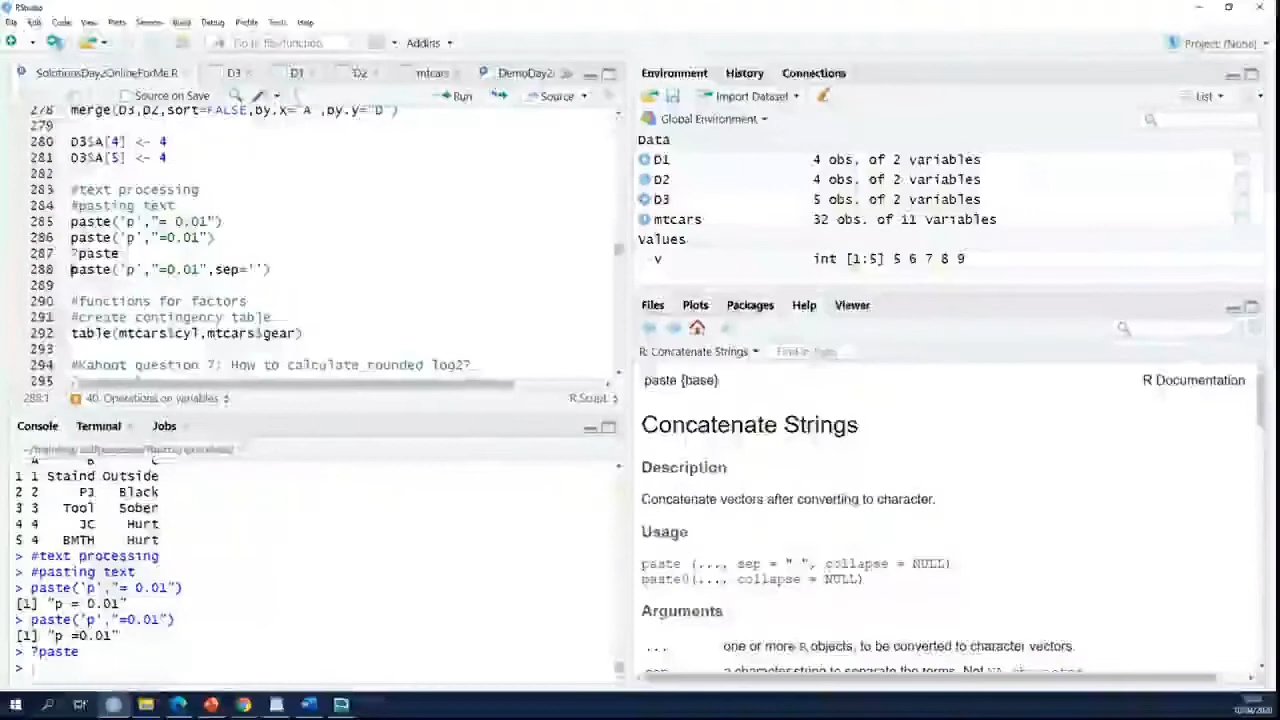 RStudio
File Edit Code View Plots Session Build Debug Profile Tools Help
Go to file/function Addins Project: (None)
SolutionsDay2OnlineForMe.R D3 D1 D2 mtcars DemoDay2
Source on Save Run Source
278 merge(D3,D2,sort=FALSE,by.x="A",by.y="D")
279
280 D3$A[4] <- 4
281 D3$A[5] <- 4
282
283 #text processing
284 #pasting text
285 paste('p',"= 0.01")
286 paste('p',"=0.01")
287 ?paste
288 paste('p',"=0.01",sep='')
289
290 #functions for factors
291 #create contingency table
292 table(mtcars$cyl,mtcars$gear)
293
294 #Kahoot question 7: How to calculate rounded log2?
295
288:1 40. Operations on variables R Script
Console Terminal Jobs
A B C
1 1 Staind Outside
2 2 PJ Black
3 3 Tool Sober
4 4 JC Hurt
5 4 BMTH Hurt
> #text processing
> #pasting text
> paste('p',"= 0.01")
[1] "p = 0.01"
> paste('p',"=0.01")
[1] "p =0.01"
> ?paste
>
Environment History Connections
Import Dataset List
Global Environment
Data
D1 4 obs. of 2 variables
D2 4 obs. of 2 variables
D3 5 obs. of 2 variables
mtcars 32 obs. of 11 variables
Values
v int [1:5] 5 6 7 8 9
Files Plots Packages Help Viewer
R: Concatenate Strings Find in Topic
paste {base} R Documentation
Concatenate Strings
Description
Concatenate vectors after converting to character.
Usage
paste (..., sep = " ", collapse = NULL)
paste0(..., collapse = NULL)
Arguments
... one or more R objects, to be converted to character vectors.
sep a character string to separate the terms. Not